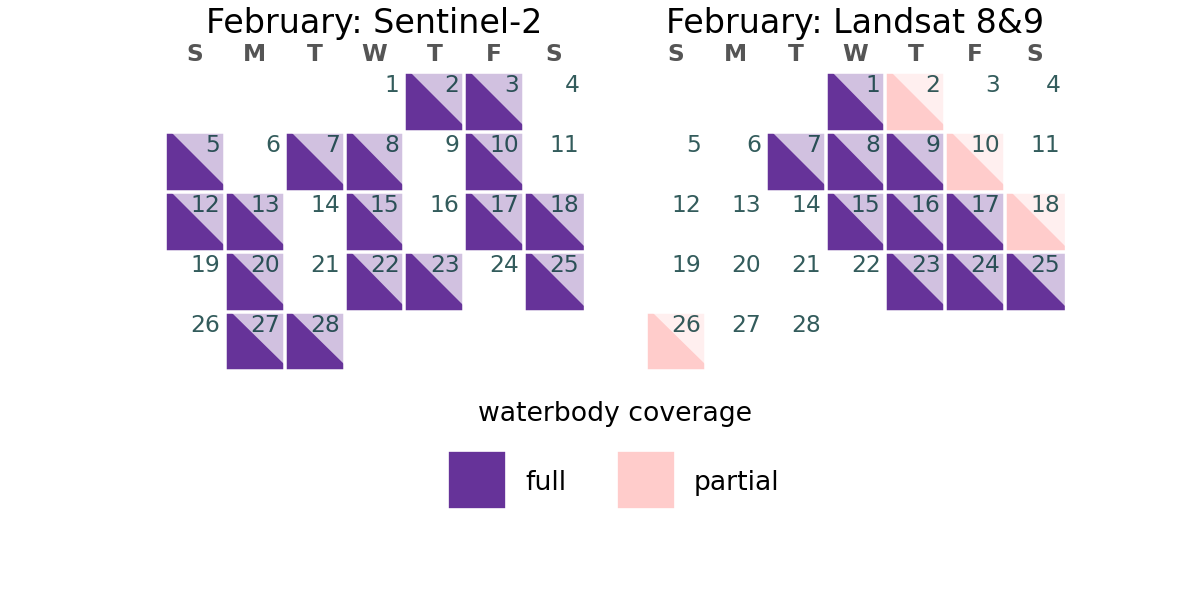 February: Sentinel-2
S M T W T F S
1 2 3 4
5 6 7 8 9 10 11
12 13 14 15 16 17 18
19 20 21 22 23 24 25
26 27 28
February: Landsat 8&9
S M T W T F S
1 2 3 4
5 6 7 8 9 10 11
12 13 14 15 16 17 18
19 20 21 22 23 24 25
26 27 28
waterbody coverage
full partial